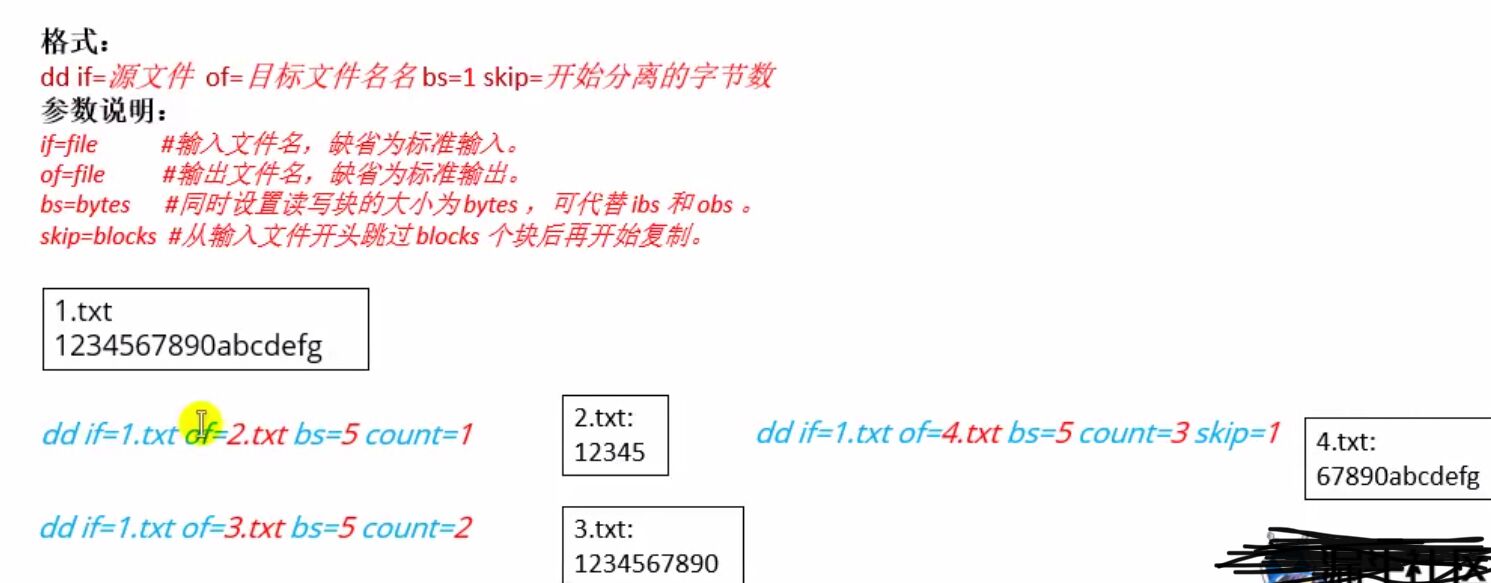 格式：
dd if=源文件 of=目标文件名名 bs=1 skip=开始分离的字节数
参数说明：
if=file #输入文件名，缺省为标准输入。
of=file #输出文件名，缺省为标准输出。
bs=bytes #同时设置读写块的大小为 bytes ，可代替 ibs 和 obs 。
skip=blocks #从输入文件开头跳过 blocks 个块后再开始复制。
1.txt
1234567890abcdefg
dd if=1.txt of=2.txt bs=5 count=1
2.txt:
12345
dd if=1.txt of=4.txt bs=5 count=3 skip=1
4.txt:
67890abcdefg
dd if=1.txt of=3.txt bs=5 count=2
3.txt:
1234567890